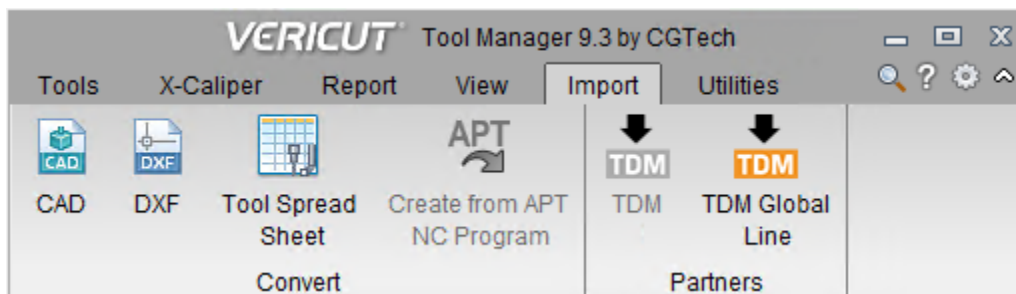 VERICUT Tool Manager 9.3 by CGTech
Tools X-Caliper Report View Import Utilities
?
CAD DXF APT TDM TDM
CAD DXF Tool Spread Create from APT TDM TDM Global
Sheet NC Program Line
Convert Partners